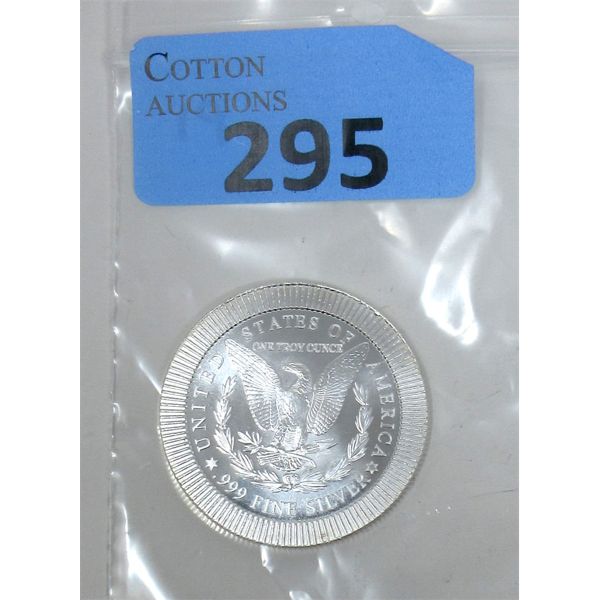 COTTON
AUCTIONS
295
UNITED STATES OF AMERICA
ONE TROY OUNCE
.999 FINE SILVER